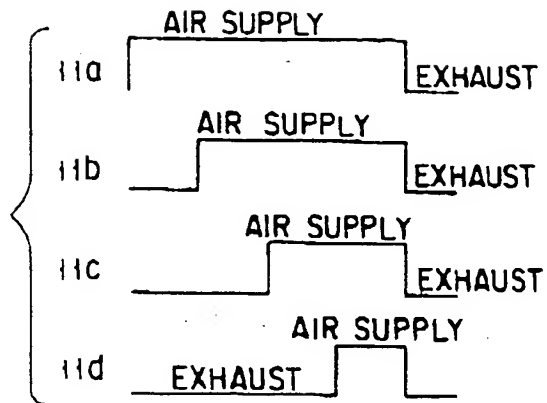 AIR SUPPLY
11a
EXHAUST
AIR SUPPLY
11b
EXHAUST
AIR SUPPLY
11c
EXHAUST
AIR SUPPLY
11d
EXHAUST